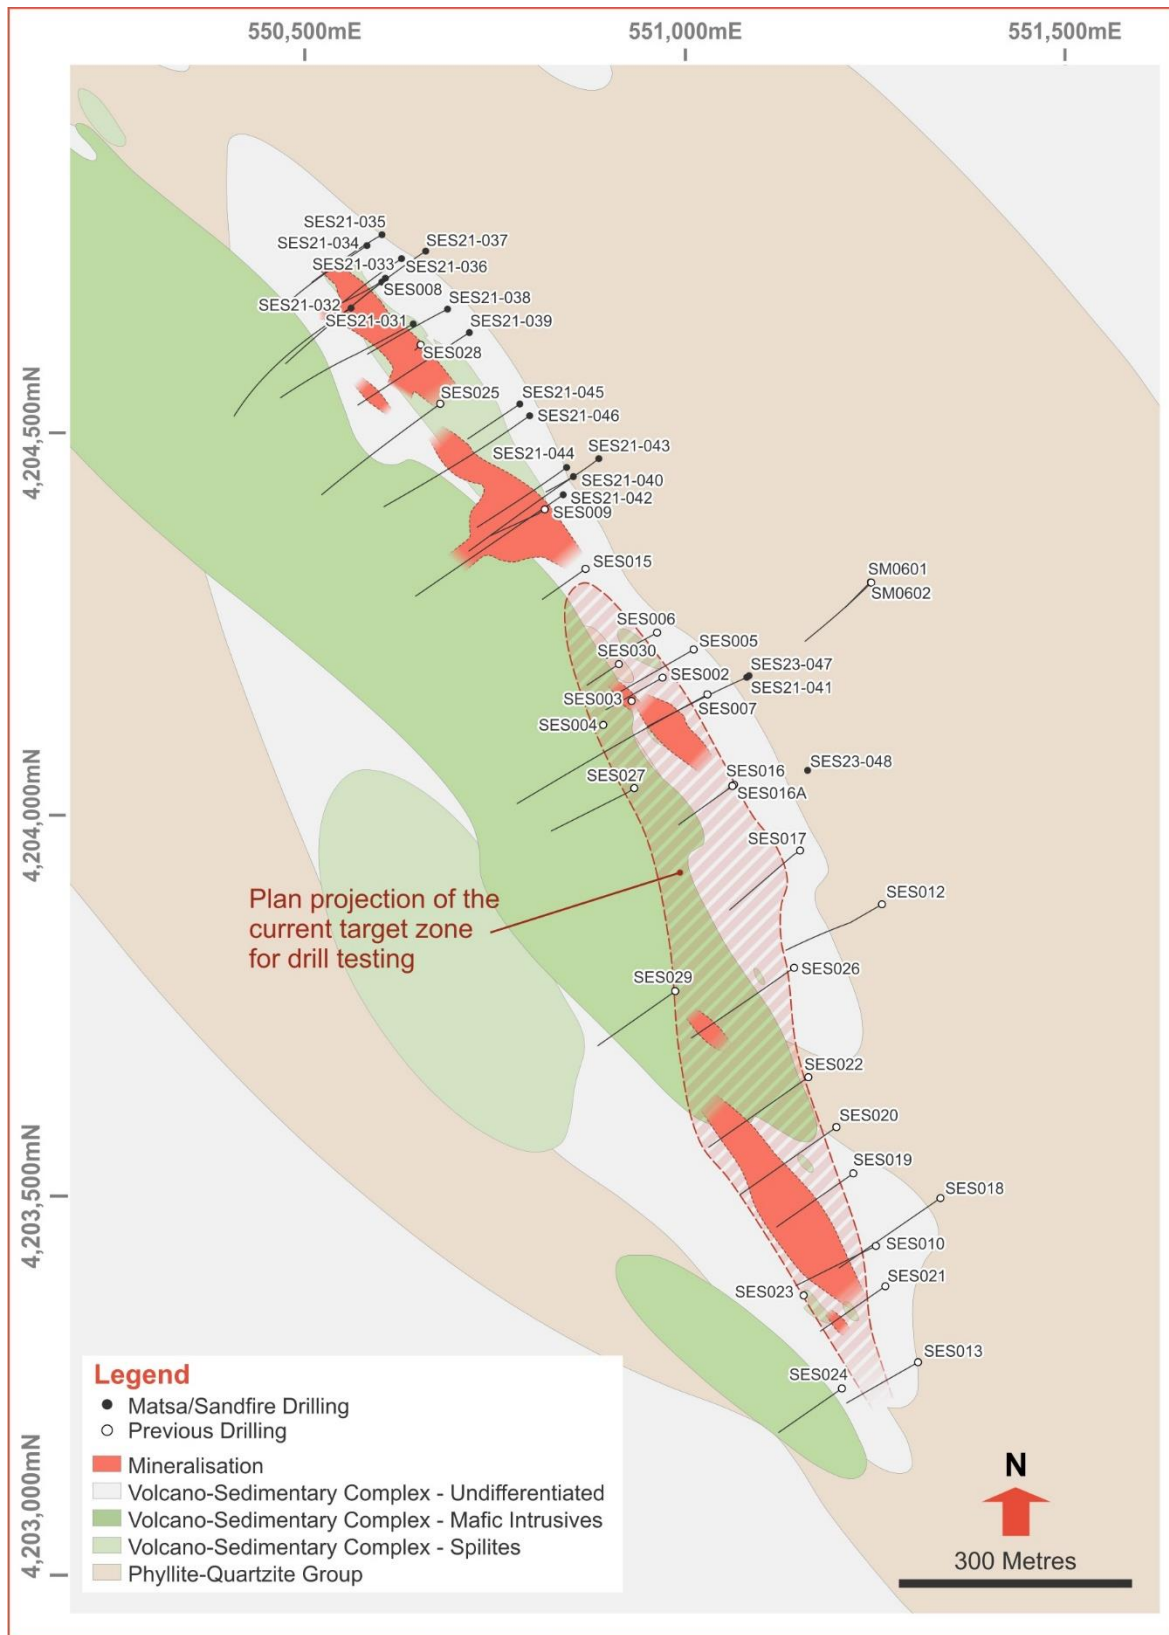 550,500mE
551,000mE
551,500mE
4,204,500mN
4,204,000mN
4,203,500mN
4,203,000mN
SES21-035
SES21-034
SES21-037
SES21-033
SES21-036
SES008
SES21-032
SES21-038
SES21-031
SES21-039
SES028
SES025
SES21-045
SES21-046
SES21-043
SES21-044
SES21-040
SES21-042
SES009
SES015
SM0601
SM0602
SES006
SES005
SES030
SES23-047
SES002
SES21-041
SES003
SES007
SES004
SES23-048
SES027
SES016
SES016A
SES017
Plan projection of the
current target zone
for drill testing
SES012
SES026
SES029
SES022
SES020
SES019
SES018
SES010
SES021
SES023
SES013
SES024
Legend
Matsa/Sandfire Drilling
Previous Drilling
Mineralisation
Volcano-Sedimentary Complex - Undifferentiated
Volcano-Sedimentary Complex - Mafic Intrusives
Volcano-Sedimentary Complex - Spilites
Phyllite-Quartzite Group
N
300 Metres